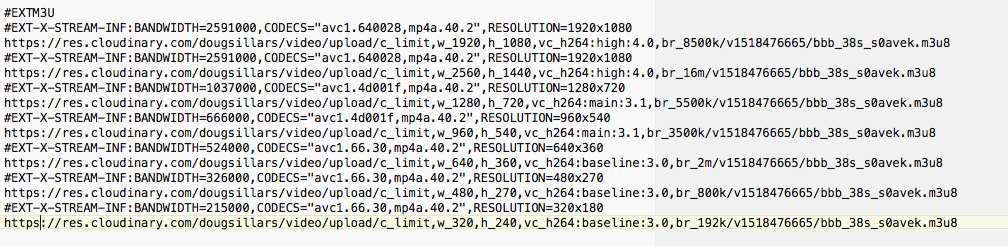 #EXTM3U
#EXT-X-STREAM-INF:BANDWIDTH=2591000,CODECS="avc1.640028,mp4a.40.2",RESOLUTION=1920x1080
https://res.cloudinary.com/dougsillars/video/upload/c_limit,w_1920,h_1080,vc_h264:high:4.0,br_8500k/v1518476665/bbb_38s_s0avek.m3u8
#EXT-X-STREAM-INF:BANDWIDTH=2591000,CODECS="avc1.640028,mp4a.40.2",RESOLUTION=1920x1080
https://res.cloudinary.com/dougsillars/video/upload/c_limit,w_2560,h_1440,vc_h264:high:4.0,br_16m/v1518476665/bbb_38s_s0avek.m3u8
#EXT-X-STREAM-INF:BANDWIDTH=1037000,CODECS="avc1.4d001f,mp4a.40.2",RESOLUTION=1280x720
https://res.cloudinary.com/dougsillars/video/upload/c_limit,w_1280,h_720,vc_h264:main:3.1,br_5500k/v1518476665/bbb_38s_s0avek.m3u8
#EXT-X-STREAM-INF:BANDWIDTH=666000,CODECS="avc1.4d001f,mp4a.40.2",RESOLUTION=960x540
https://res.cloudinary.com/dougsillars/video/upload/c_limit,w_960,h_540,vc_h264:main:3.1,br_3500k/v1518476665/bbb_38s_s0avek.m3u8
#EXT-X-STREAM-INF:BANDWIDTH=524000,CODECS="avc1.66.30,mp4a.40.2",RESOLUTION=640x360
https://res.cloudinary.com/dougsillars/video/upload/c_limit,w_640,h_360,vc_h264:baseline:3.0,br_2m/v1518476665/bbb_38s_s0avek.m3u8
#EXT-X-STREAM-INF:BANDWIDTH=326000,CODECS="avc1.66.30,mp4a.40.2",RESOLUTION=480x270
https://res.cloudinary.com/dougsillars/video/upload/c_limit,w_480,h_270,vc_h264:baseline:3.0,br_800k/v1518476665/bbb_38s_s0avek.m3u8
#EXT-X-STREAM-INF:BANDWIDTH=215000,CODECS="avc1.66.30,mp4a.40.2",RESOLUTION=320x180
https://res.cloudinary.com/dougsillars/video/upload/c_limit,w_320,h_240,vc_h264:baseline:3.0,br_192k/v1518476665/bbb_38s_s0avek.m3u8